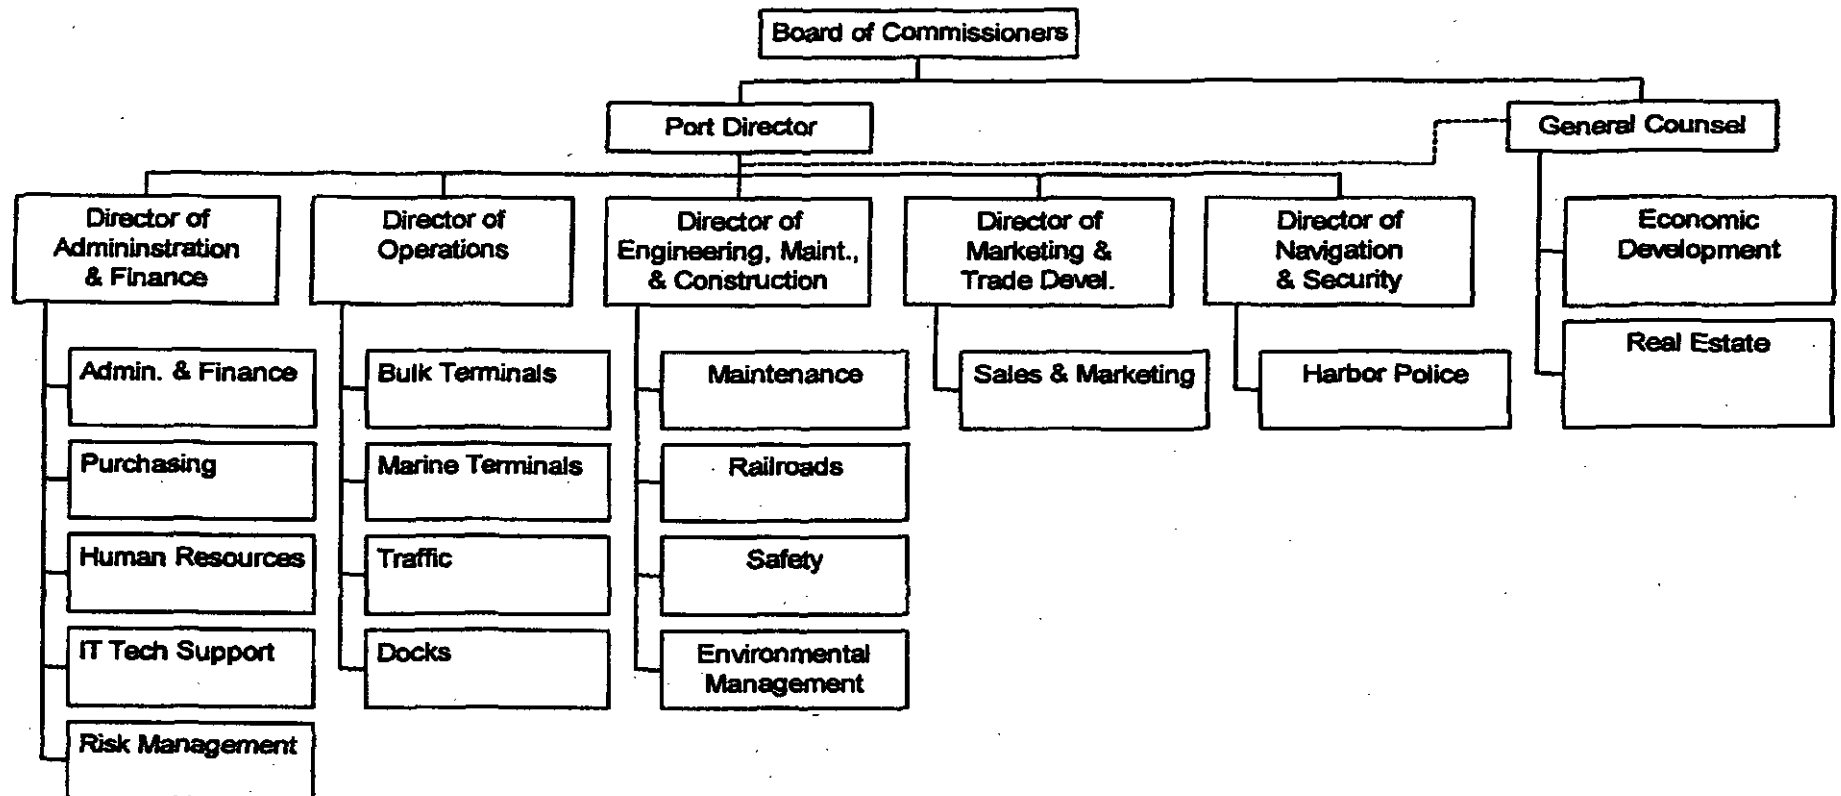 Board of Commissioners
Port Director
General Counsel
Director of
Admininstration
& Finance
Director of
Operations
Director of
Engineering, Maint.,
& Construction
Director of
Marketing &
Trade Devel.
Director of
Navigation
& Security
Economic
Development
Real Estate
Admin. & Finance
Purchasing
Human Resources
IT Tech Support
Risk Management
Bulk Terminals
Marine Terminals
Traffic
Docks
Maintenance
Railroads
Safety
Environmental
Management
Sales & Marketing
Harbor Police